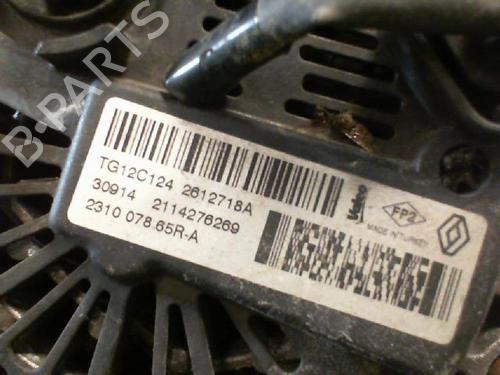 B-PARTS
TG12C124 2612718A
30914 2114276269
2310 078.65R-A
Valeo
FP2
MADE IN TURKEY